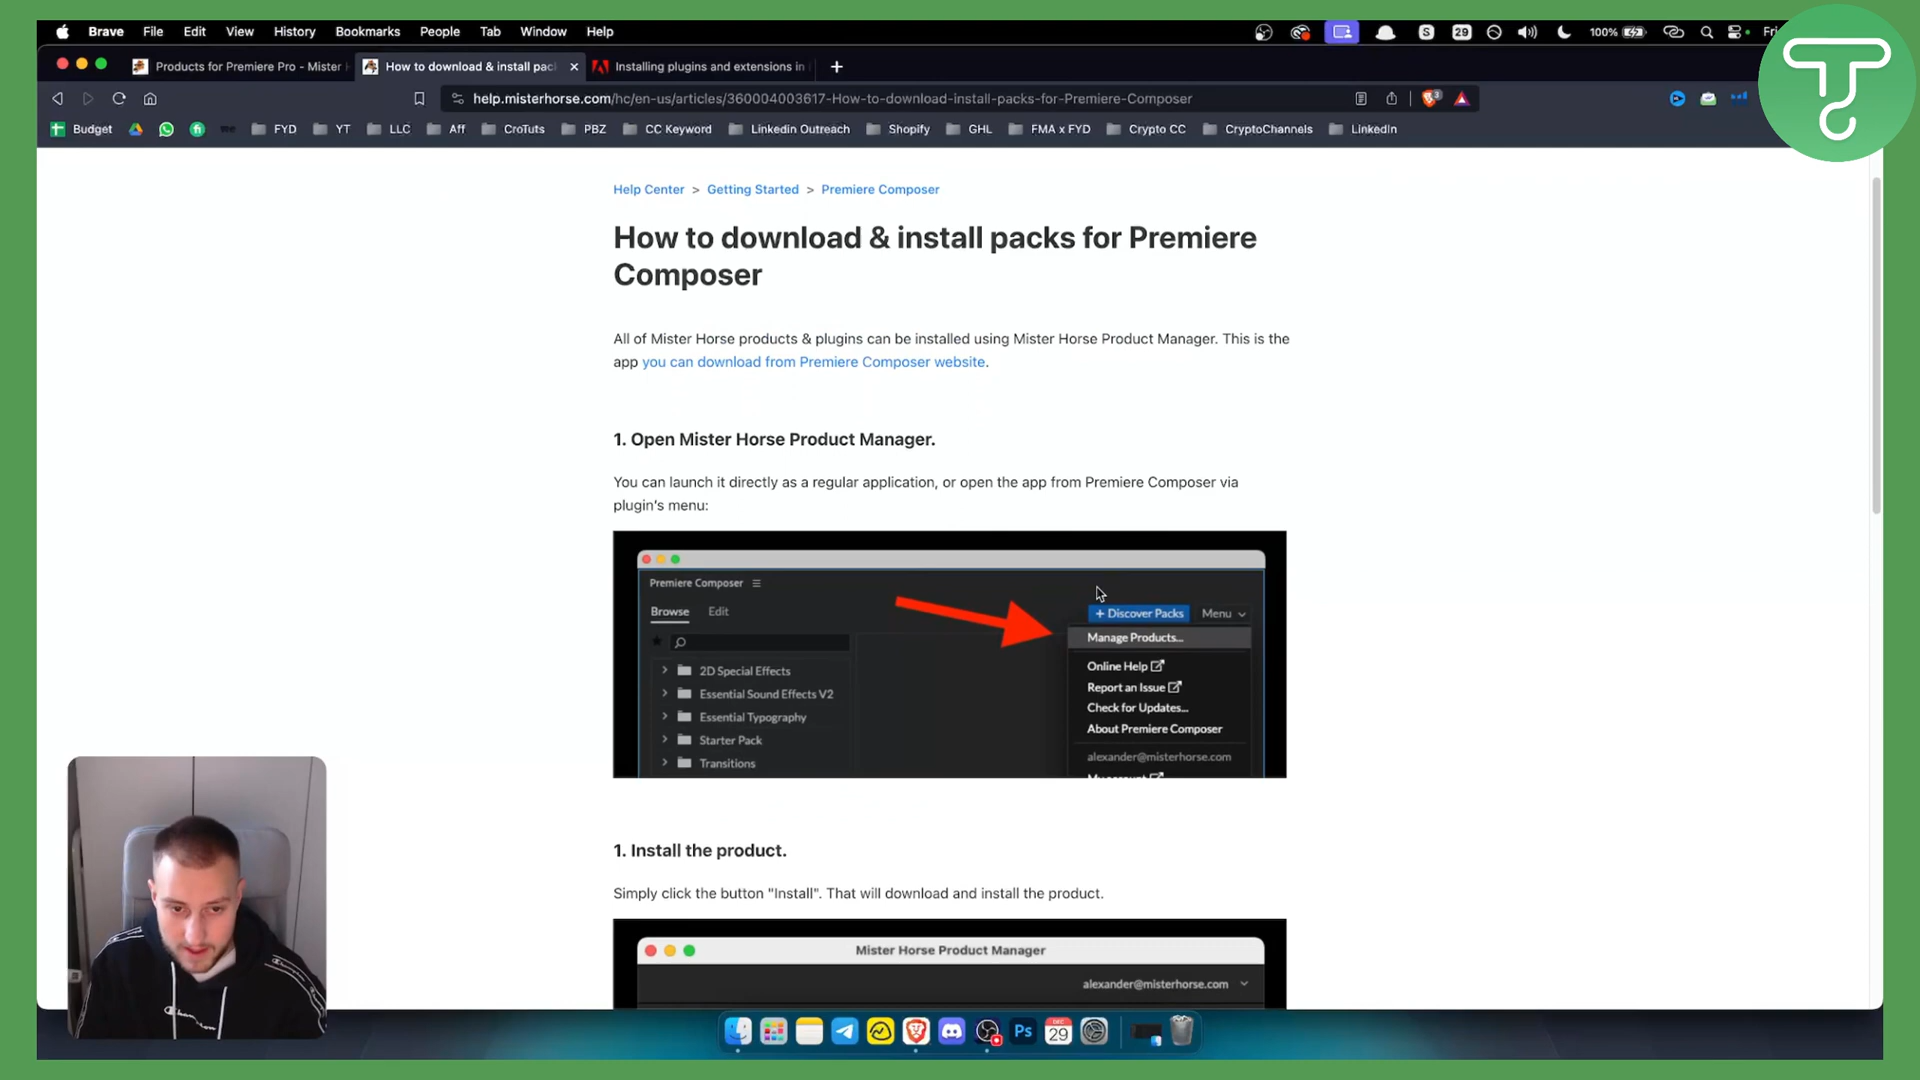 Brave File Edit View History Bookmarks People Tab Window Help
S 29 100% Fri
Products for Premiere Pro - Mister H
How to download & install pac
Installing plugins and extensions in
help.misterhorse.com/hc/en-us/articles/360004003617-How-to-download-install-packs-for-Premiere-Composer
3
Budget FYD YT LLC Aff CroTuts PBZ CC Keyword Linkedin Outreach Shopify GHL FMA x FYD Crypto CC CryptoChannels LinkedIn
Help Center > Getting Started > Premiere Composer
How to download & install packs for Premiere
Composer
All of Mister Horse products & plugins can be installed using Mister Horse Product Manager. This is the
app you can download from Premiere Composer website.
1. Open Mister Horse Product Manager.
You can launch it directly as a regular application, or open the app from Premiere Composer via
plugin's menu:
Premiere Composer
Browse Edit
+ Discover Packs Menu
Manage Products...
Online Help
Report an Issue
Check for Updates...
About Premiere Composer
alexander@misterhorse.com
My account
2D Special Effects
Essential Sound Effects V2
Essential Typography
Starter Pack
Transitions
1. Install the product.
Simply click the button "Install". That will download and install the product.
Mister Horse Product Manager
alexander@misterhorse.com
Champion
Ps
DEC
29